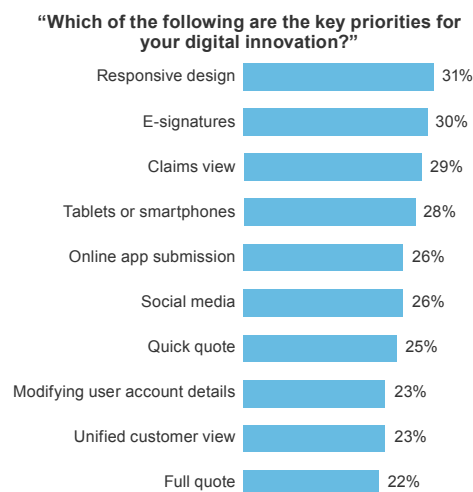 “Which of the following are the key priorities for
your digital innovation?”
Responsive design 31%
E-signatures 30%
Claims view 29%
Tablets or smartphones 28%
Online app submission 26%
Social media 26%
Quick quote 25%
Modifying user account details 23%
Unified customer view 23%
Full quote 22%